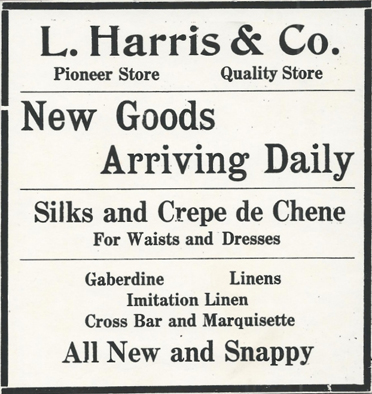 L. Harris & Co.
Pioneer Store Quality Store
New Goods
Arriving Daily
Silks and Crepe de Chene
For Waists and Dresses
Gaberdine Linens
Imitation Linen
Cross Bar and Marquisette
All New and Snappy